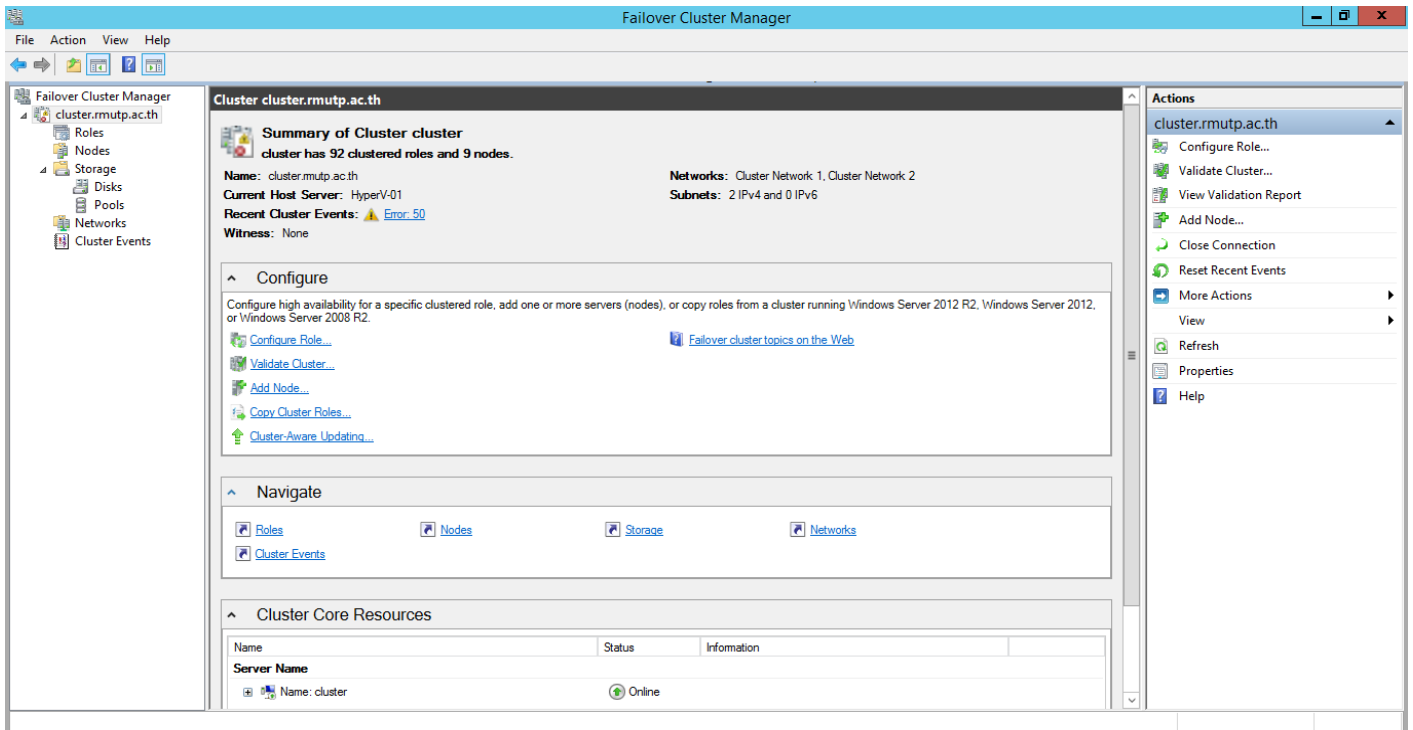 Failover Cluster Manager
File Action View Help
Failover Cluster Manager
cluster.rmutp.ac.th
Roles
Nodes
Storage
Disks
Pools
Networks
Cluster Events
Cluster cluster.rmutp.ac.th
Summary of Cluster cluster
cluster has 92 clustered roles and 9 nodes.
Name: cluster.rmutp.ac.th
Networks: Cluster Network 1, Cluster Network 2
Current Host Server: HyperV-01
Subnets: 2 IPv4 and 0 IPv6
Recent Cluster Events: Error: 50
Witness: None
Configure
Configure high availability for a specific clustered role, add one or more servers (nodes), or copy roles from a cluster running Windows Server 2012 R2, Windows Server 2012,
or Windows Server 2008 R2.
Configure Role...
Failover cluster topics on the Web
Validate Cluster...
Add Node...
Copy Cluster Roles...
Cluster-Aware Updating...
Navigate
Roles Nodes Storage Networks
Cluster Events
Cluster Core Resources
Name Status Information
Server Name
Name: cluster Online
Actions
cluster.rmutp.ac.th
Configure Role...
Validate Cluster...
View Validation Report
Add Node...
Close Connection
Reset Recent Events
More Actions
View
Refresh
Properties
Help